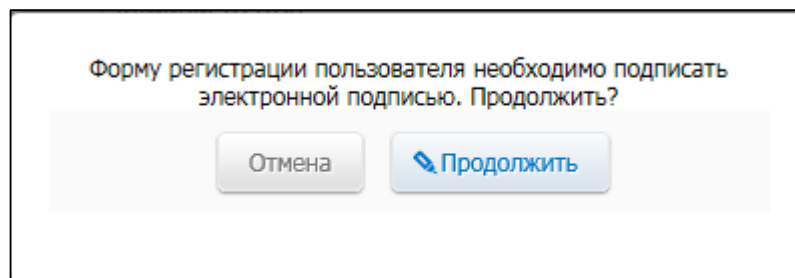 Форму регистрации пользователя необходимо подписать
электронной подписью. Продолжить?
Отмена
Продолжить